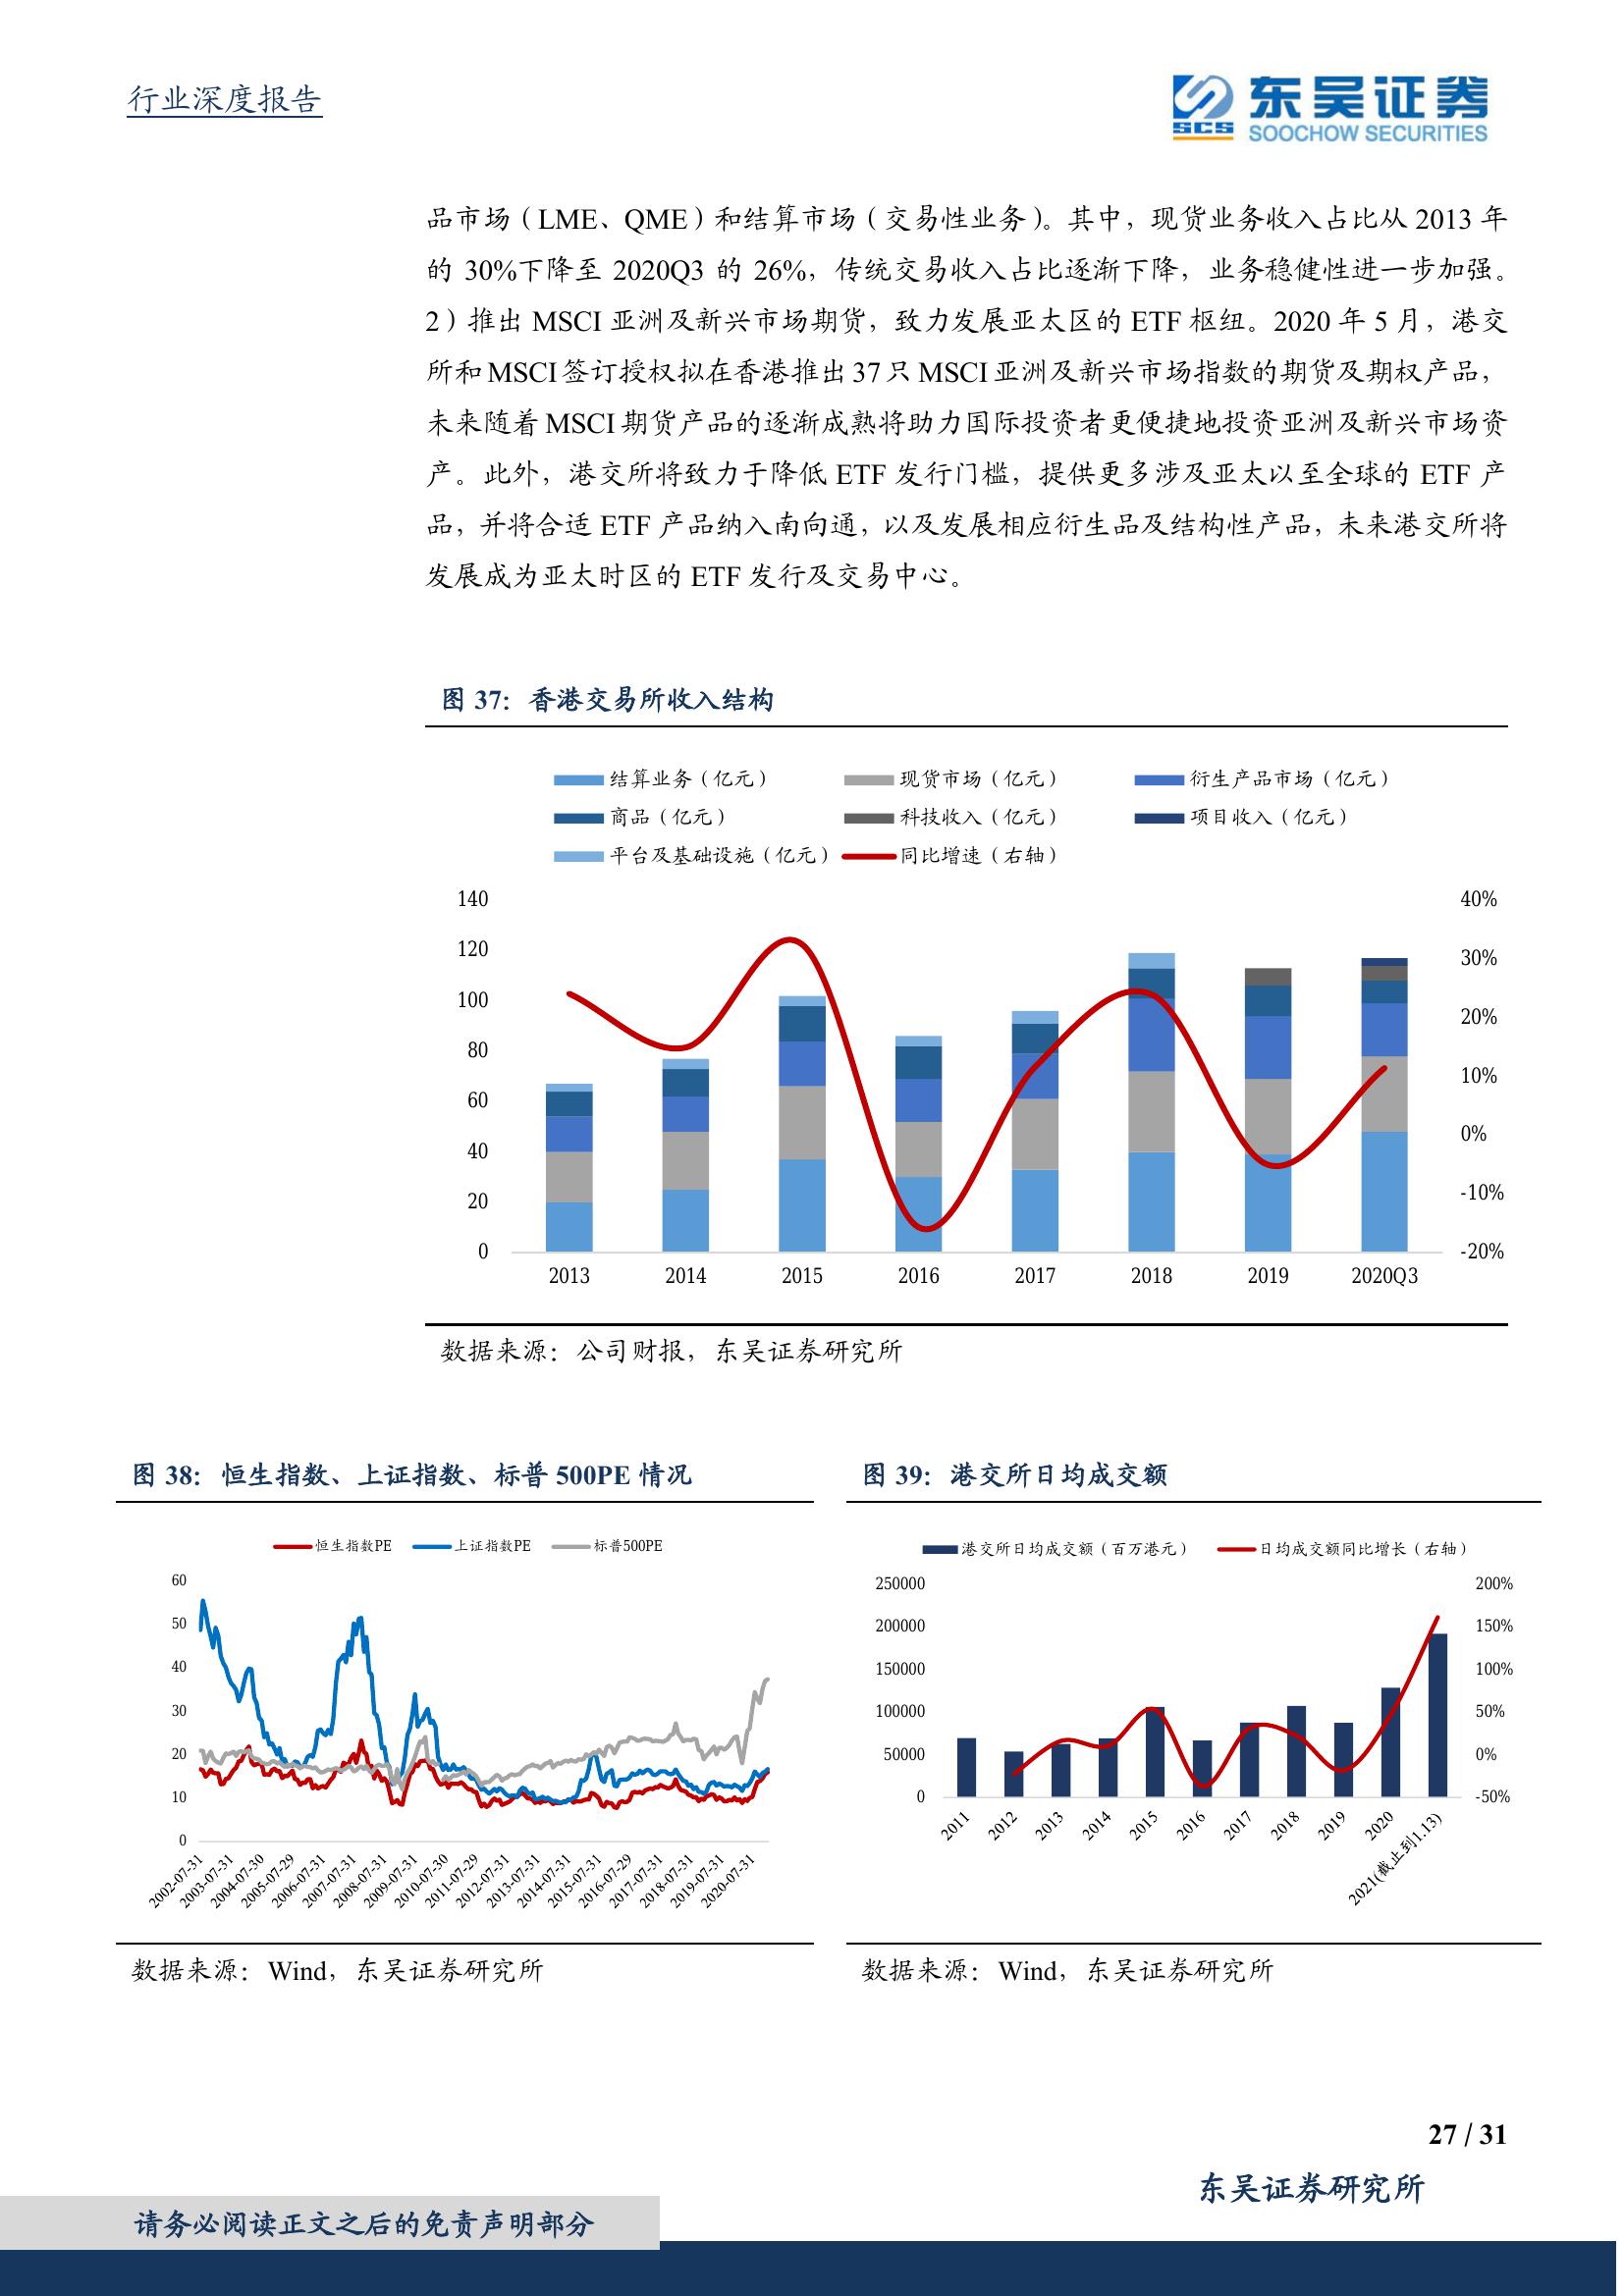 行业深度报告
东吴证券
SCS
SOOCHOW SECURITIES
品市场（LME、QME）和结算市场（交易性业务）。其中，现货业务收入占比从 2013 年
的 30%下降至 2020Q3 的 26%，传统交易收入占比逐渐下降，业务稳健性进一步加强。
2）推出 MSCI 亚洲及新兴市场期货，致力发展亚太区的 ETF 枢纽。2020 年 5 月，港交
所和 MSCI 签订授权拟在香港推出 37 只 MSCI 亚洲及新兴市场指数的期货及期权产品，
未来随着 MSCI 期货产品的逐渐成熟将助力国际投资者更便捷地投资亚洲及新兴市场资
产。此外，港交所将致力于降低 ETF 发行门槛，提供更多涉及亚太以至全球的 ETF 产
品，并将合适 ETF 产品纳入南向通，以及发展相应衍生品及结构性产品，未来港交所将
发展成为亚太时区的 ETF 发行及交易中心。
图 37：香港交易所收入结构
结算业务（亿元） 现货市场（亿元） 衍生产品市场（亿元）
商品（亿元） 科技收入（亿元） 项目收入（亿元）
平台及基础设施（亿元） 同比增速（右轴）
140 40%
120 30%
100 20%
80 10%
60 0%
40 -10%
20 -20%
0
2013 2014 2015 2016 2017 2018 2019 2020Q3
数据来源：公司财报，东吴证券研究所
图 38：恒生指数、上证指数、标普 500PE 情况
恒生指数PE 上证指数PE 标普500PE
60
50
40
30
20
10
0
2002-07-31 2003-07-31 2004-07-30 2005-07-29 2006-07-31 2007-07-31 2008-07-31 2009-07-31 2010-07-30 2011-07-29 2012-07-31 2013-07-31 2014-07-31 2015-07-31 2016-07-29 2017-07-31 2018-07-31 2019-07-31 2020-07-31
数据来源：Wind，东吴证券研究所
图 39：港交所日均成交额
港交所日均成交额（百万港元） 日均成交额同比增长（右轴）
250000 200%
200000 150%
150000 100%
100000 50%
50000 0%
0 -50%
2011 2012 2013 2014 2015 2016 2017 2018 2019 2020 2021(截止到1.13)
数据来源：Wind，东吴证券研究所
27 / 31
东吴证券研究所
请务必阅读正文之后的免责声明部分